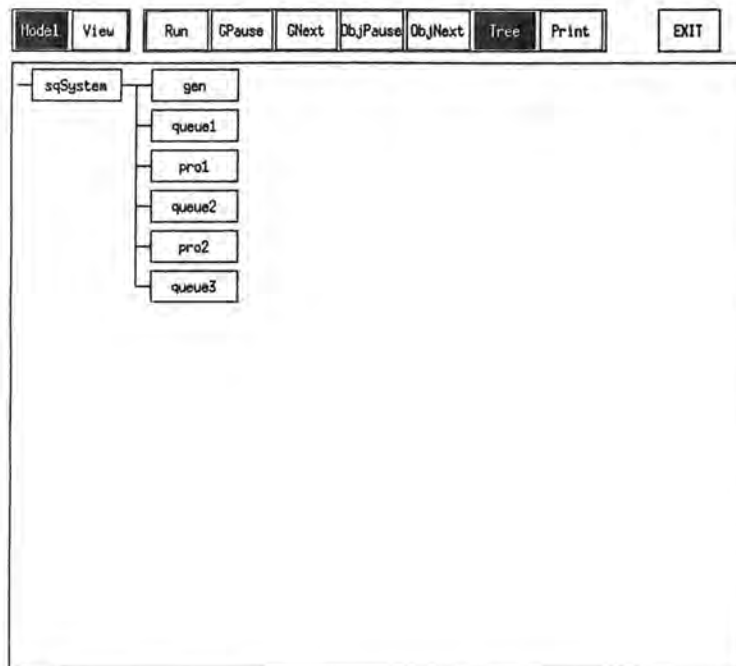 Model View Run GPause GNext ObjPause ObjNext Tree Print EXIT
sqSystem gen
queue1
pro1
queue2
pro2
queue3